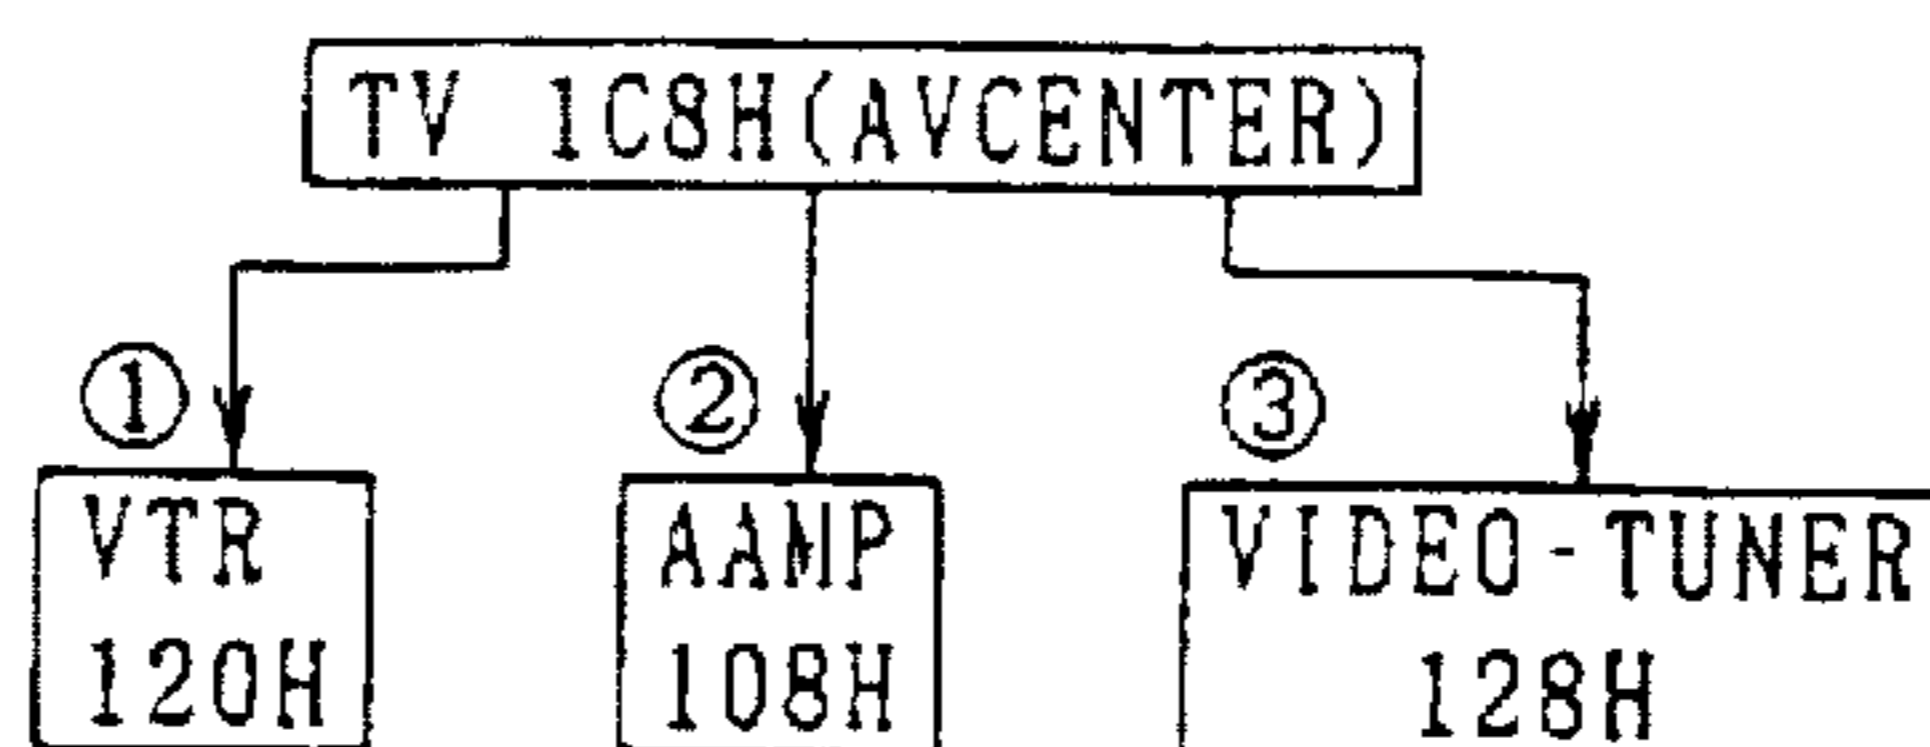 TV 1C8H(AVCENTER)
① ② ③
VTR AAMP VIDEO-TUNER
120H 108H 128H